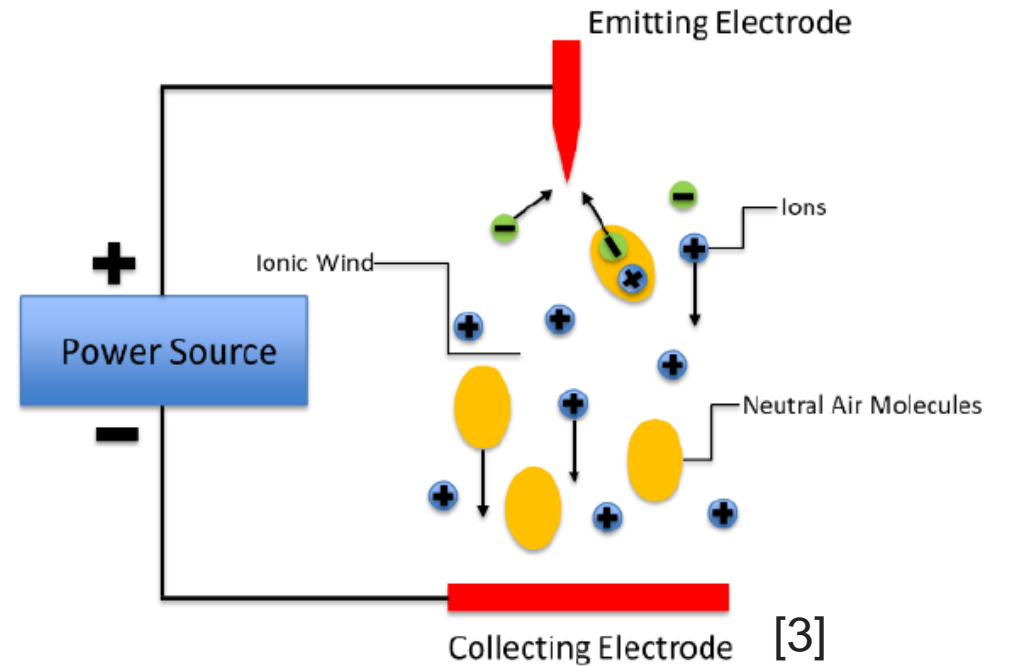 Emitting Electrode
Ions
Ionic Wind
+
Power Source
Neutral Air Molecules
−
Collecting Electrode
[3]